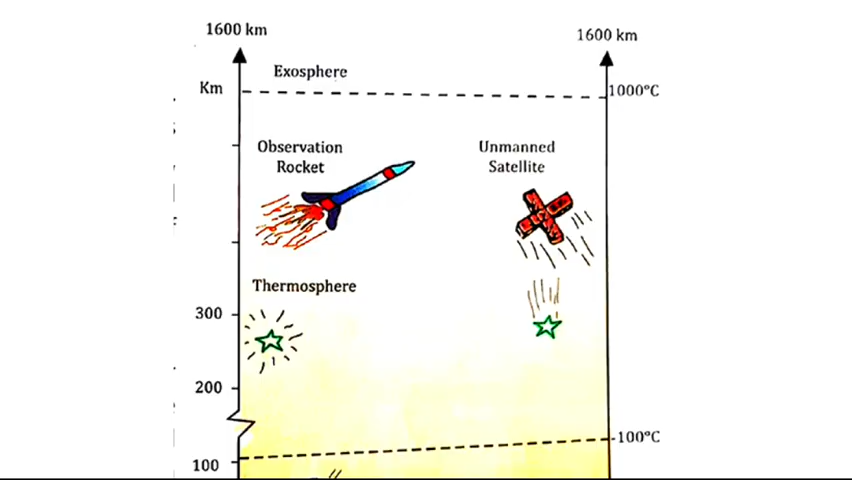 1600 km
1600 km
Exosphere
Km
1000°C
Observation
Rocket
Unmanned
Satellite
Thermosphere
300
200
100°C
100